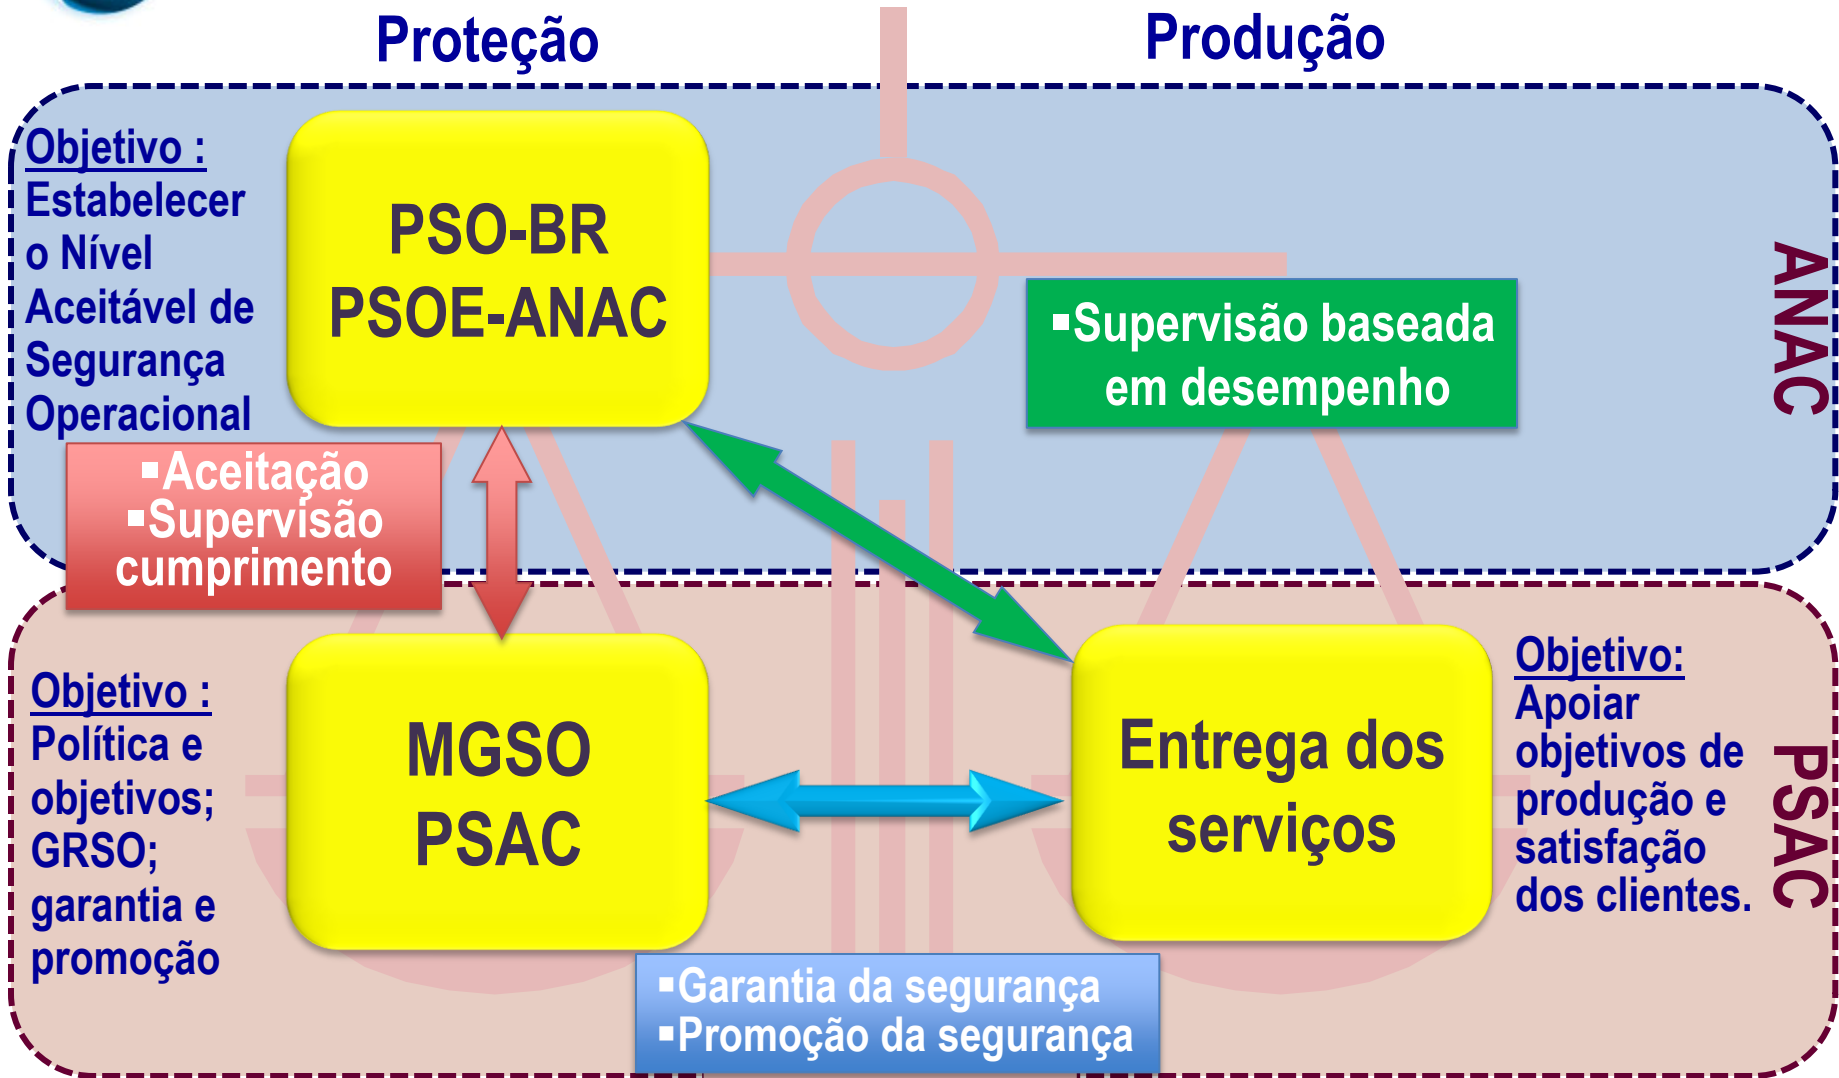 Proteção
Produção
Objetivo :
Estabelecer
o Nível
Aceitável de
Segurança
Operacional
PSO-BR
PSOE-ANAC
▪Supervisão baseada
em desempenho
ANAC
▪Aceitação
▪Supervisão
cumprimento
Objetivo :
Política e
objetivos;
GRSO;
garantia e
promoção
MGSO
PSAC
Entrega dos
serviços
Objetivo:
Apoiar
objetivos de
produção e
satisfação
dos clientes.
PSAC
▪Garantia da segurança
▪Promoção da segurança